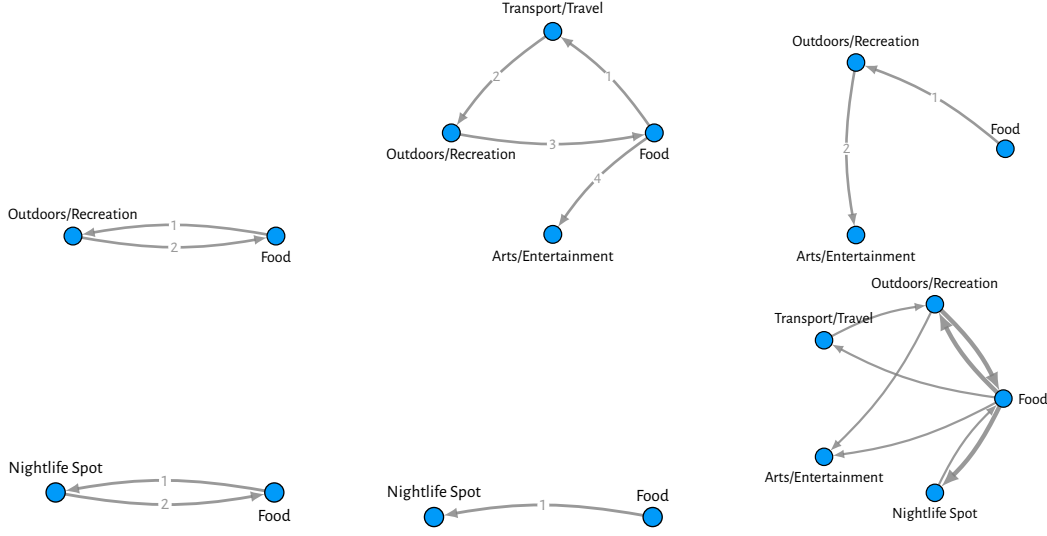 Transport/Travel
2
1
Outdoors/Recreation
3
Food
4
Arts/Entertainment
Outdoors/Recreation
1
Food
2
Arts/Entertainment
Outdoors/Recreation
1
2
Food
Outdoors/Recreation
Transport/Travel
Food
Arts/Entertainment
Nightlife Spot
Nightlife Spot
1
2
Food
Nightlife Spot
1
Food